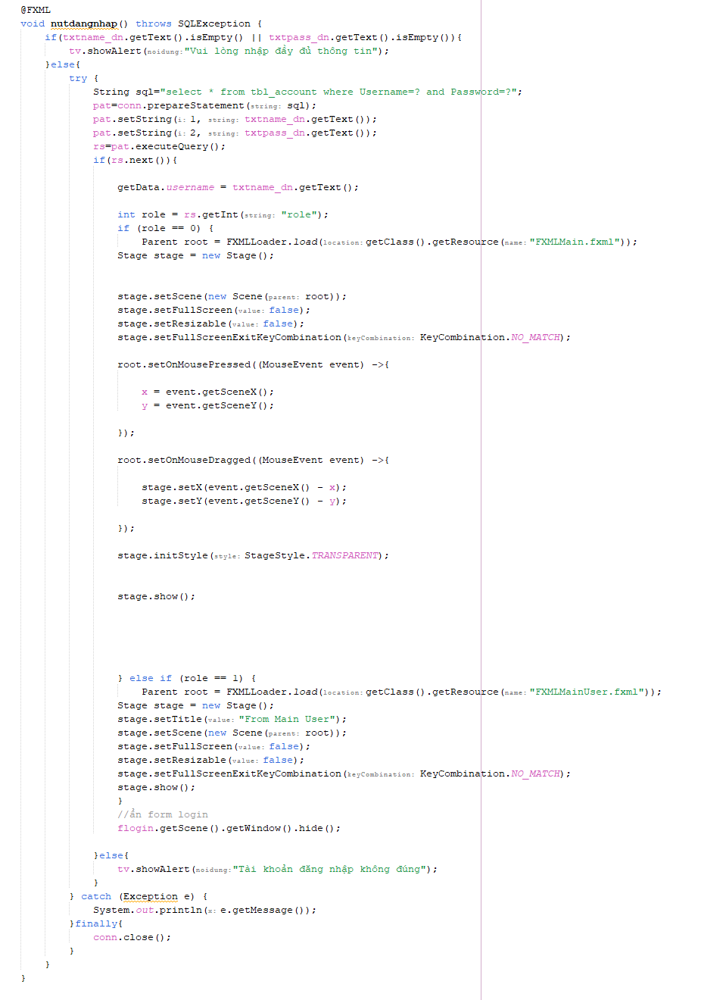 @FXML
void nutdangnhap() throws SQLException {
if(txtname_dn.getText().isEmpty() || txtpass_dn.getText().isEmpty()){
tv.showAlert(noidung:"Vui lòng nhập đầy đủ thông tin");
}else{
try {
String sql="select * from tbl_account where Username=? and Password=?";
pat=conn.prepareStatement(string: sql);
pat.setString(i: 1, string: txtname_dn.getText());
pat.setString(i: 2, string: txtpass_dn.getText());
rs=pat.executeQuery();
if(rs.next()){
getData.username = txtname_dn.getText();
int role = rs.getInt(string: "role");
if (role == 0) {
Parent root = FXMLLoader.load(location: getClass().getResource(name: "FXMLMain.fxml"));
Stage stage = new Stage();
stage.setScene(new Scene(parent: root));
stage.setFullScreen(value: false);
stage.setResizable(value: false);
stage.setFullScreenExitKeyCombination(keyCombination: KeyCombination.NO_MATCH);
root.setOnMousePressed((MouseEvent event) ->{
x = event.getSceneX();
y = event.getSceneY();
});
root.setOnMouseDragged((MouseEvent event) ->{
stage.setX(event.getSceneX() - x);
stage.setY(event.getSceneY() - y);
});
stage.initStyle(style: StageStyle.TRANSPARENT);
stage.show();
} else if (role == 1) {
Parent root = FXMLLoader.load(location: getClass().getResource(name: "FXMLMainUser.fxml"));
Stage stage = new Stage();
stage.setTitle(value: "From Main User");
stage.setScene(new Scene(parent: root));
stage.setFullScreen(value: false);
stage.setResizable(value: false);
stage.setFullScreenExitKeyCombination(keyCombination: KeyCombination.NO_MATCH);
stage.show();
}
//ẩn form login
flogin.getScene().getWindow().hide();
}else{
tv.showAlert(noidung:"Tài khoản đăng nhập không đúng");
}
} catch (Exception e) {
System.out.println(x: e.getMessage());
}finally{
conn.close();
}
}
}